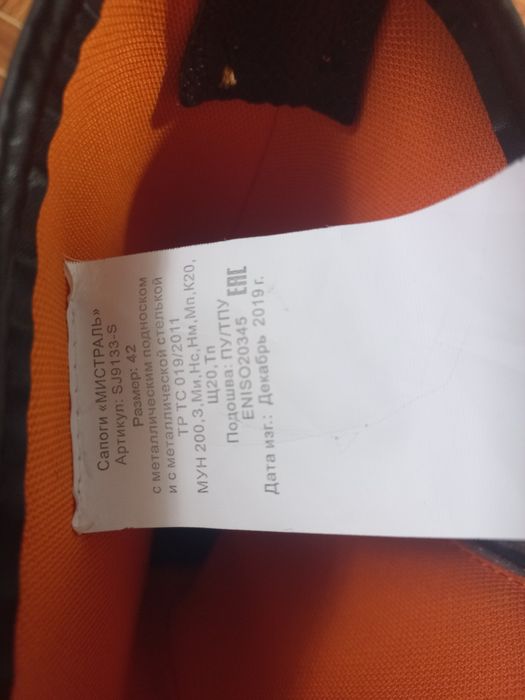 Сапоги «МИСТРАЛЬ»
Артикул: SJ9133-S
Размер: 42
с металлическим подноском
и с металлической стелькой
ТР ТС 019/2011
МУН 200,З,Ми,Нс,Нм,Мп,К20,
Щ20,Тп
Подошва: ПУ/ТПУ
ENISO20345 EAC
Дата изг.: Декабрь 2019 г.